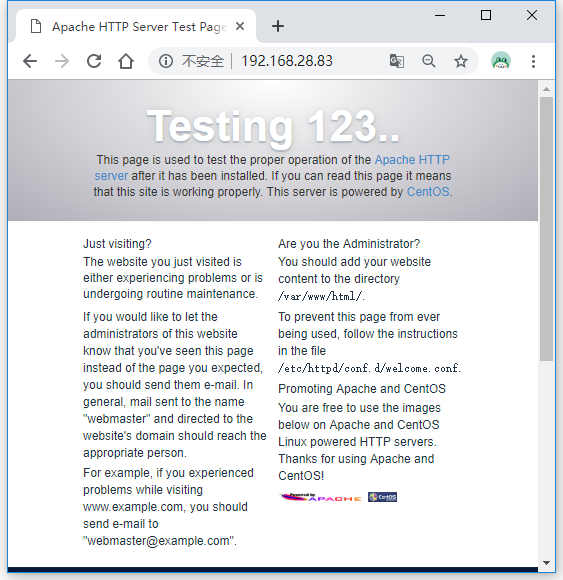 Apache HTTP Server Test Page
不安全
192.168.28.83
Testing 123..
This page is used to test the proper operation of the Apache HTTP
server after it has been installed. If you can read this page it means
that this site is working properly. This server is powered by CentOS.
Just visiting?
The website you just visited is
either experiencing problems or is
undergoing routine maintenance.
If you would like to let the
administrators of this website
know that you've seen this page
instead of the page you expected,
you should send them e-mail. In
general, mail sent to the name
"webmaster" and directed to the
website's domain should reach the
appropriate person.
For example, if you experienced
problems while visiting
www.example.com, you should
send e-mail to
"webmaster@example.com".
Are you the Administrator?
You should add your website
content to the directory
/var/www/html/.
To prevent this page from ever
being used, follow the instructions
in the file
/etc/httpd/conf.d/welcome.conf.
Promoting Apache and CentOS
You are free to use the images
below on Apache and CentOS
Linux powered HTTP servers.
Thanks for using Apache and
CentOS!
Powered by
APACHE
CentOS